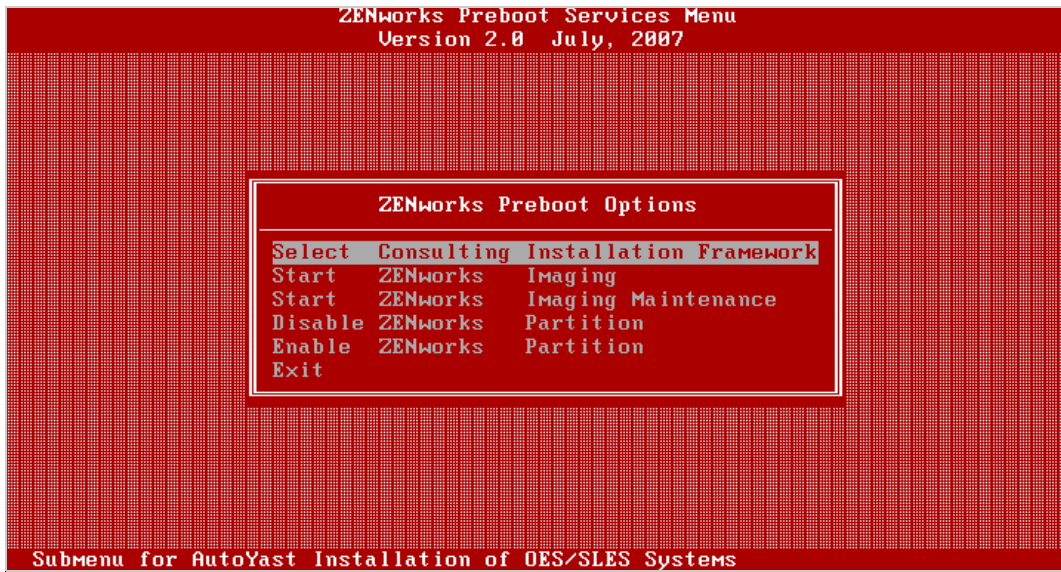 ZENworks Preboot Services Menu
Version 2.0 July, 2007
ZENworks Preboot Options
Select Consulting Installation Framework
Start ZENworks Imaging
Start ZENworks Imaging Maintenance
Disable ZENworks Partition
Enable ZENworks Partition
Exit
Submenu for AutoYast Installation of OES/SLES Systems